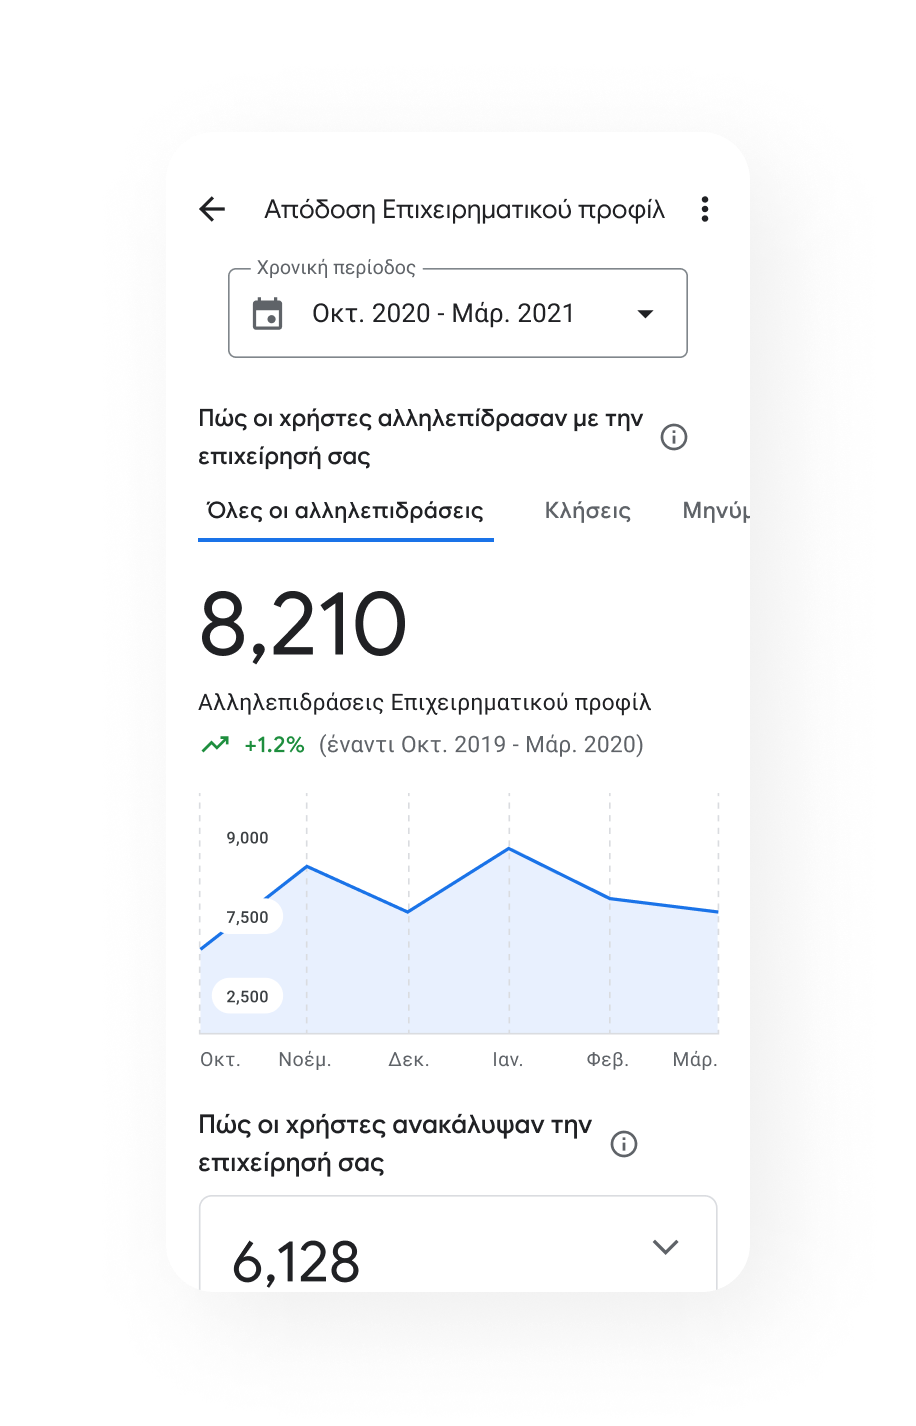 Απόδοση Επιχειρηματικού προφίλ
Χρονική περίοδος
Οκτ. 2020 - Μάρ. 2021
Πώς οι χρήστες αλληλεπίδρασαν με την
επιχείρησή σας
Όλες οι αλληλεπιδράσεις Κλήσεις Μηνύμ
8,210
Αλληλεπιδράσεις Επιχειρηματικού προφίλ
+1.2% (έναντι Οκτ. 2019 - Μάρ. 2020)
9,000
7,500
2,500
Οκτ. Νοέμ. Δεκ. Ιαν. Φεβ. Μάρ.
Πώς οι χρήστες ανακάλυψαν την
επιχείρησή σας
6,128